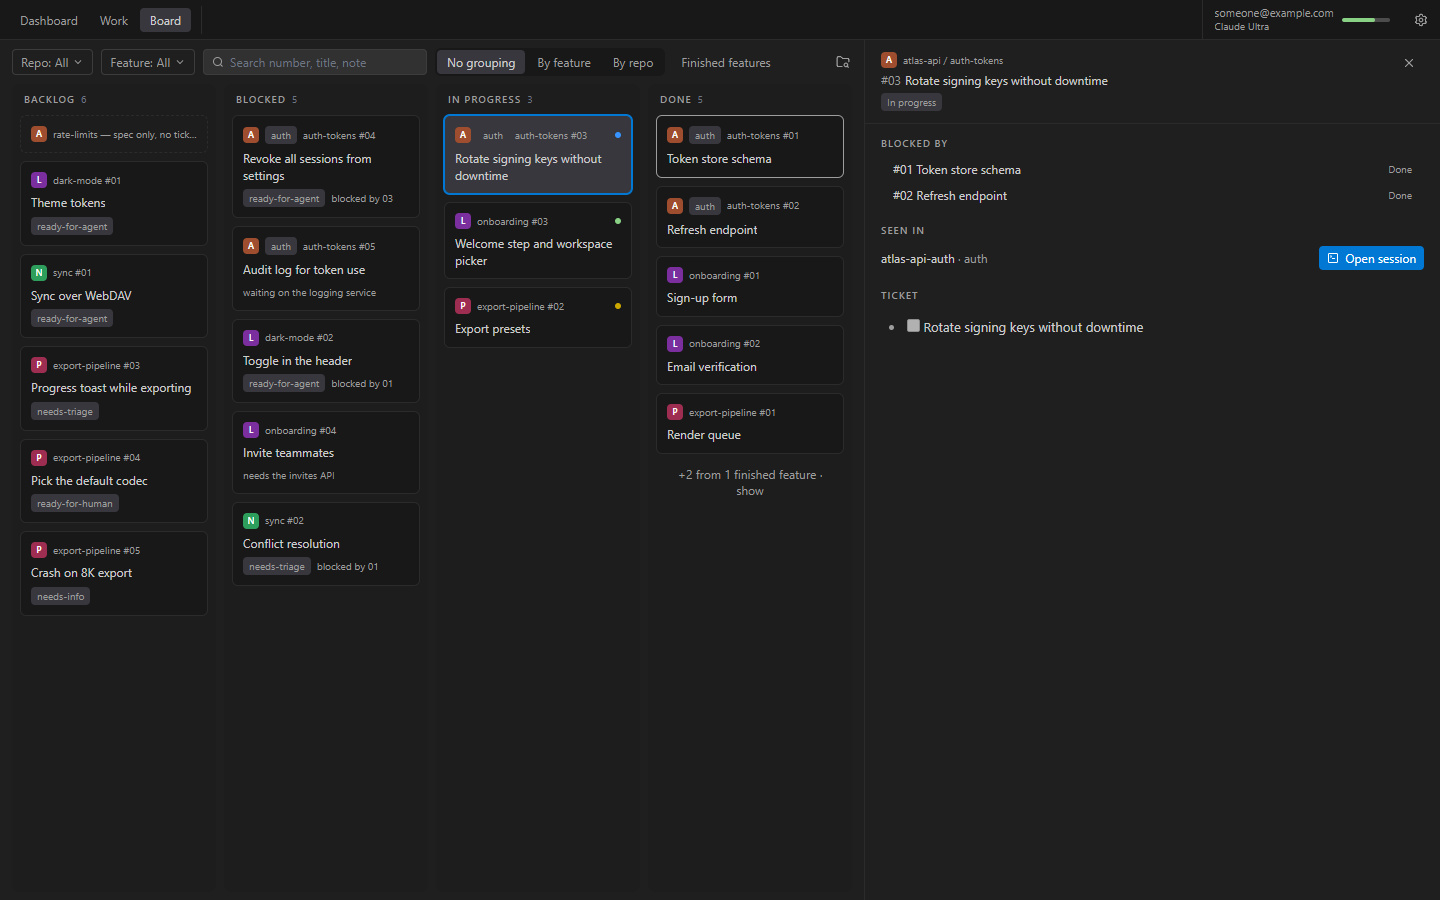 Dashboard
Work
Board
someone@example.com
Claude Ultra
Repo: All
Feature: All
Search number, title, note
No grouping
By feature
By repo
Finished features
BACKLOG 6
A rate-limits — spec only, no tick...
L dark-mode #01
Theme tokens
ready-for-agent
N sync #01
Sync over WebDAV
ready-for-agent
P export-pipeline #03
Progress toast while exporting
needs-triage
P export-pipeline #04
Pick the default codec
ready-for-human
P export-pipeline #05
Crash on 8K export
needs-info
BLOCKED 5
A auth auth-tokens #04
Revoke all sessions from
settings
ready-for-agent blocked by 03
A auth auth-tokens #05
Audit log for token use
waiting on the logging service
L dark-mode #02
Toggle in the header
ready-for-agent blocked by 01
L onboarding #04
Invite teammates
needs the invites API
N sync #02
Conflict resolution
needs-triage blocked by 01
IN PROGRESS 3
A auth auth-tokens #03
Rotate signing keys without
downtime
L onboarding #03
Welcome step and workspace
picker
P export-pipeline #02
Export presets
DONE 5
A auth auth-tokens #01
Token store schema
A auth auth-tokens #02
Refresh endpoint
L onboarding #01
Sign-up form
L onboarding #02
Email verification
P export-pipeline #01
Render queue
+2 from 1 finished feature ·
show
A atlas-api / auth-tokens
#03 Rotate signing keys without downtime
In progress
BLOCKED BY
#01 Token store schema Done
#02 Refresh endpoint Done
SEEN IN
atlas-api-auth · auth
Open session
TICKET
Rotate signing keys without downtime